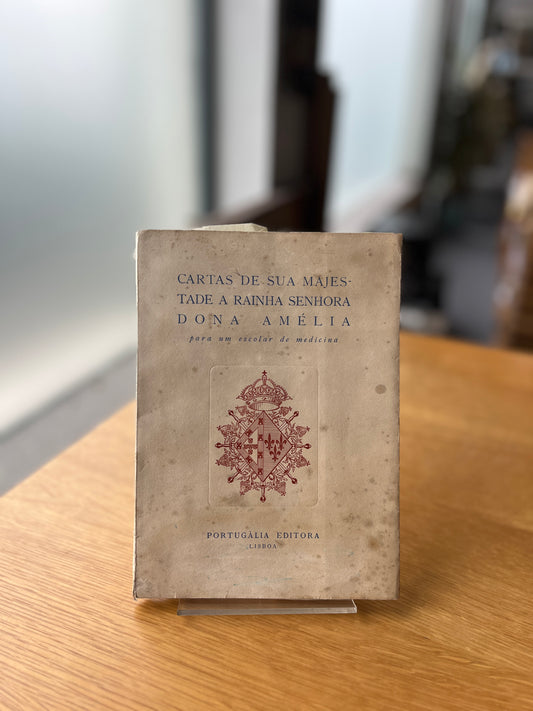 CARTAS DE SUA MAJES-
TADE A RAINHA SENHORA
DONA AMÉLIA
para um escolar de medicina
PORTUGÁLIA EDITORA
LISBOA